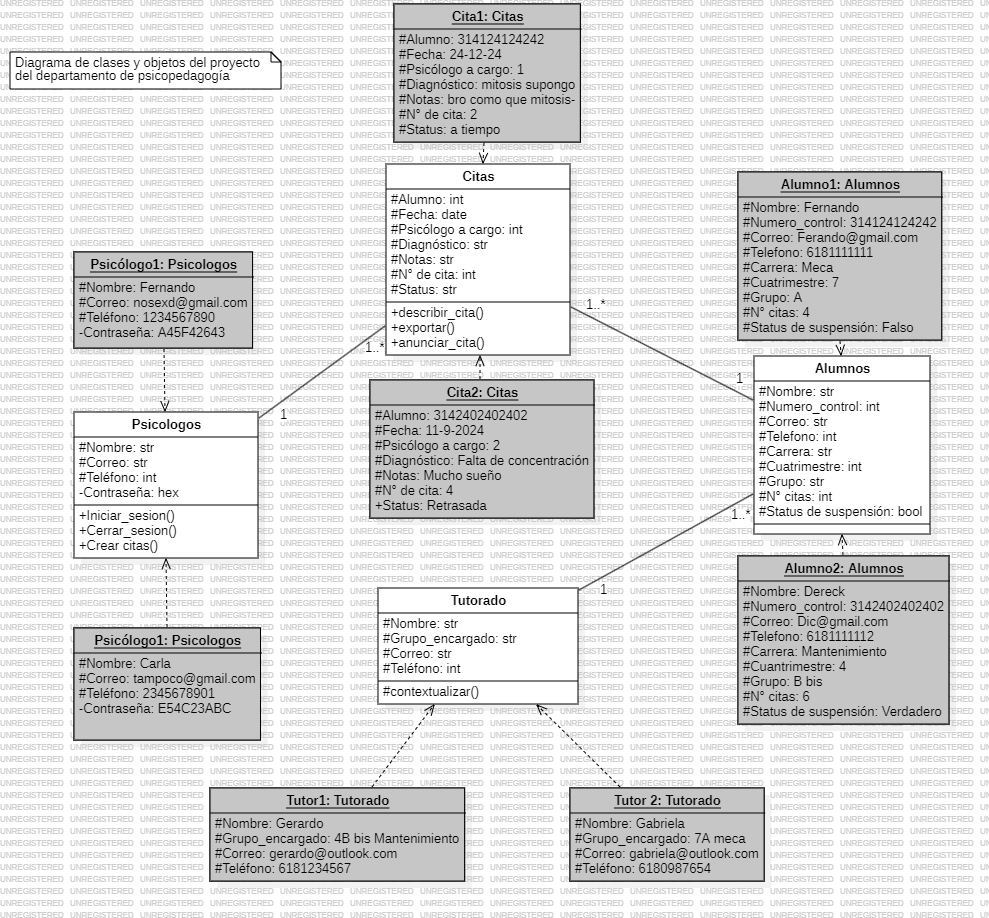 Cita1: Citas
#Alumno: 314124124242
#Fecha: 24-12-24
#Psicólogo a cargo: 1
#Diagnóstico: mitosis supongo
#Notas: bro como que mitosis-
#N° de cita: 2
#Status: a tiempo
Diagrama de clases y objetos del proyecto
del departamento de psicopedagogía
Citas
#Alumno: int
#Fecha: date
#Psicólogo a cargo: int
#Diagnóstico: str
#Notas: str
#N° de cita: int
#Status: str
+describir_cita()
+exportar()
+anunciar_cita()
Alumno1: Alumnos
#Nombre: Fernando
#Numero_control: 314124124242
#Correo: Ferando@gmail.com
#Telefono: 6181111111
#Carrera: Meca
#Cuatrimestre: 7
#Grupo: A
#N° citas: 4
#Status de suspensión: Falso
Psicólogo1: Psicologos
#Nombre: Fernando
#Correo: nosexd@gmail.com
#Teléfono: 1234567890
-Contraseña: A45F42643
1..*
1..*
1
1
Alumnos
#Nombre: str
#Numero_control: int
#Correo: str
#Telefono: int
#Carrera: str
#Cuatrimestre: int
#Grupo: str
#N° citas: int
#Status de suspensión: bool
Cita2: Citas
#Alumno: 3142402402402
#Fecha: 11-9-2024
#Psicólogo a cargo: 2
#Diagnóstico: Falta de concentración
#Notas: Mucho sueño
#N° de cita: 4
+Status: Retrasada
Psicologos
#Nombre: str
#Correo: str
#Teléfono: int
-Contraseña: hex
+Iniciar_sesion()
+Cerrar_sesion()
+Crear citas()
1..*
1
Tutorado
#Nombre: str
#Grupo_encargado: str
#Correo: str
#Teléfono: int
#contextualizar()
Alumno2: Alumnos
#Nombre: Dereck
#Numero_control: 3142402402402
#Correo: Dic@gmail.com
#Telefono: 6181111112
#Carrera: Mantenimiento
#Cuantrimestre: 4
#Grupo: B bis
#N° citas: 6
#Status de suspensión: Verdadero
Psicólogo1: Psicologos
#Nombre: Carla
#Correo: tampoco@gmail.com
#Teléfono: 2345678901
-Contraseña: E54C23ABC
Tutor1: Tutorado
#Nombre: Gerardo
#Grupo_encargado: 4B bis Mantenimiento
#Correo: gerardo@outlook.com
#Teléfono: 6181234567
Tutor 2: Tutorado
#Nombre: Gabriela
#Grupo_encargado: 7A meca
#Correo: gabriela@outlook.com
#Teléfono: 6180987654
UNREGISTERED